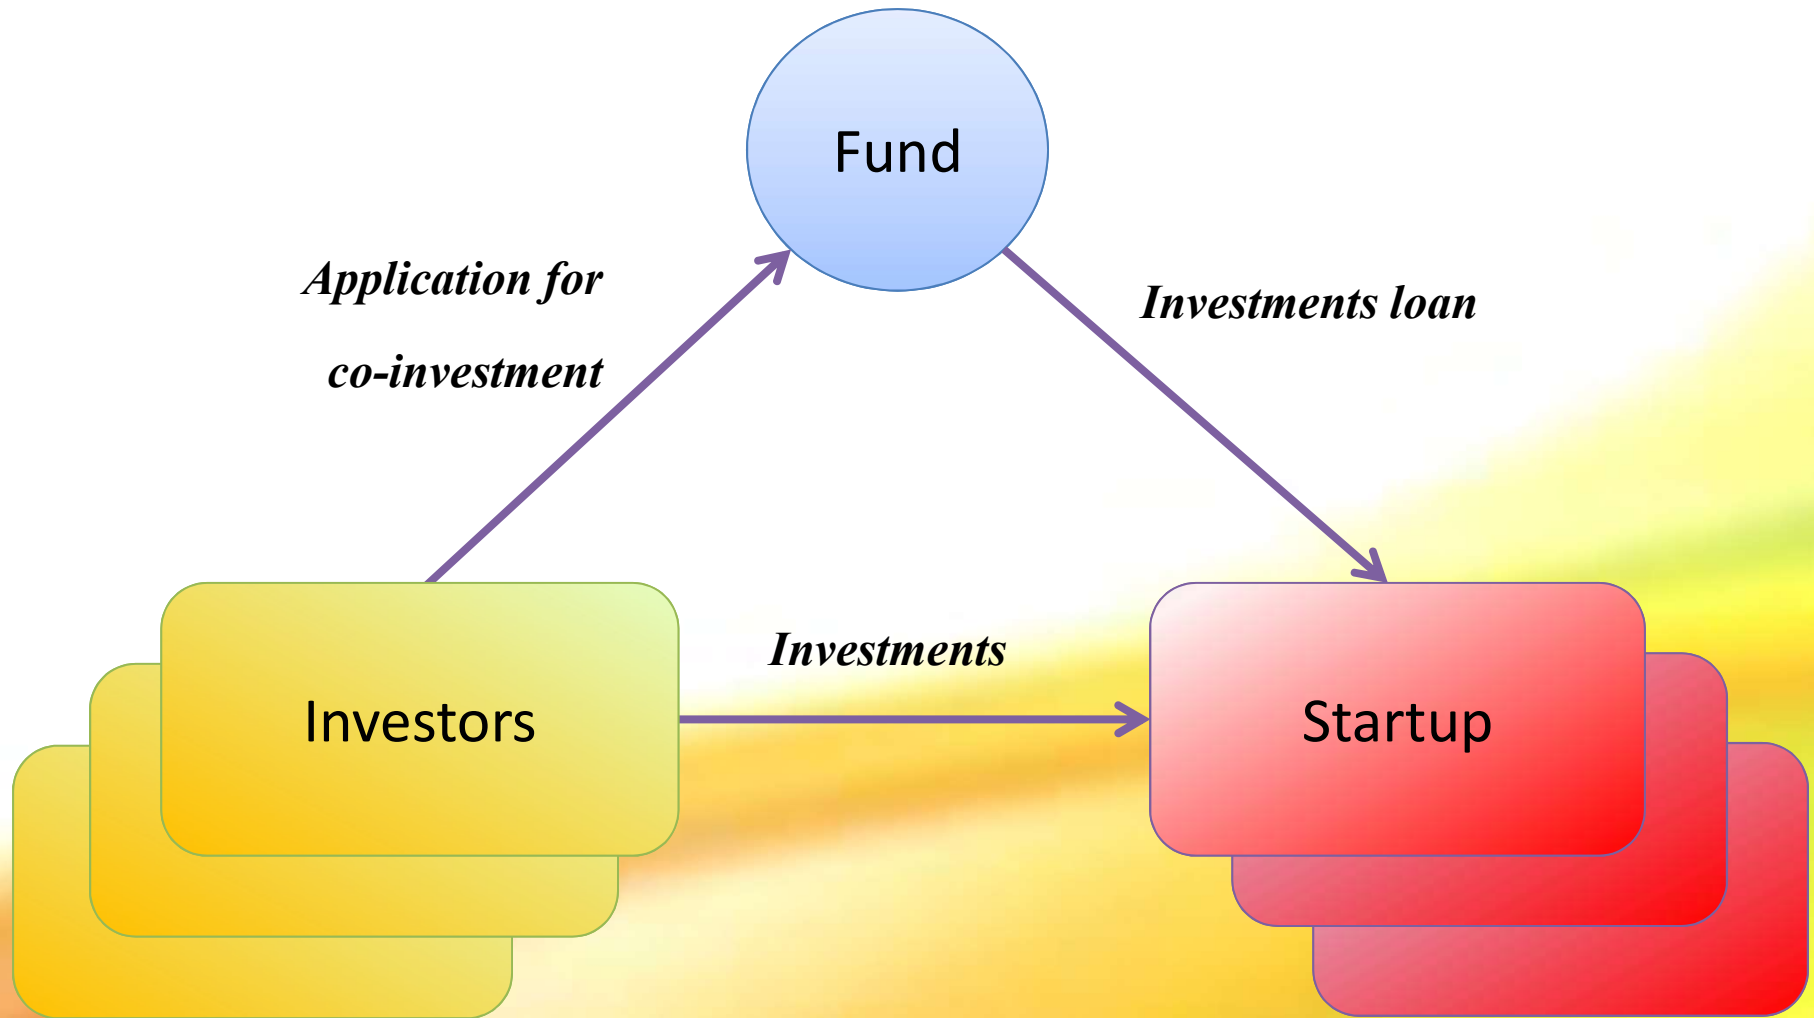 Fund
Application for
co-investment
Investments loan
Investments
Investors
Startup